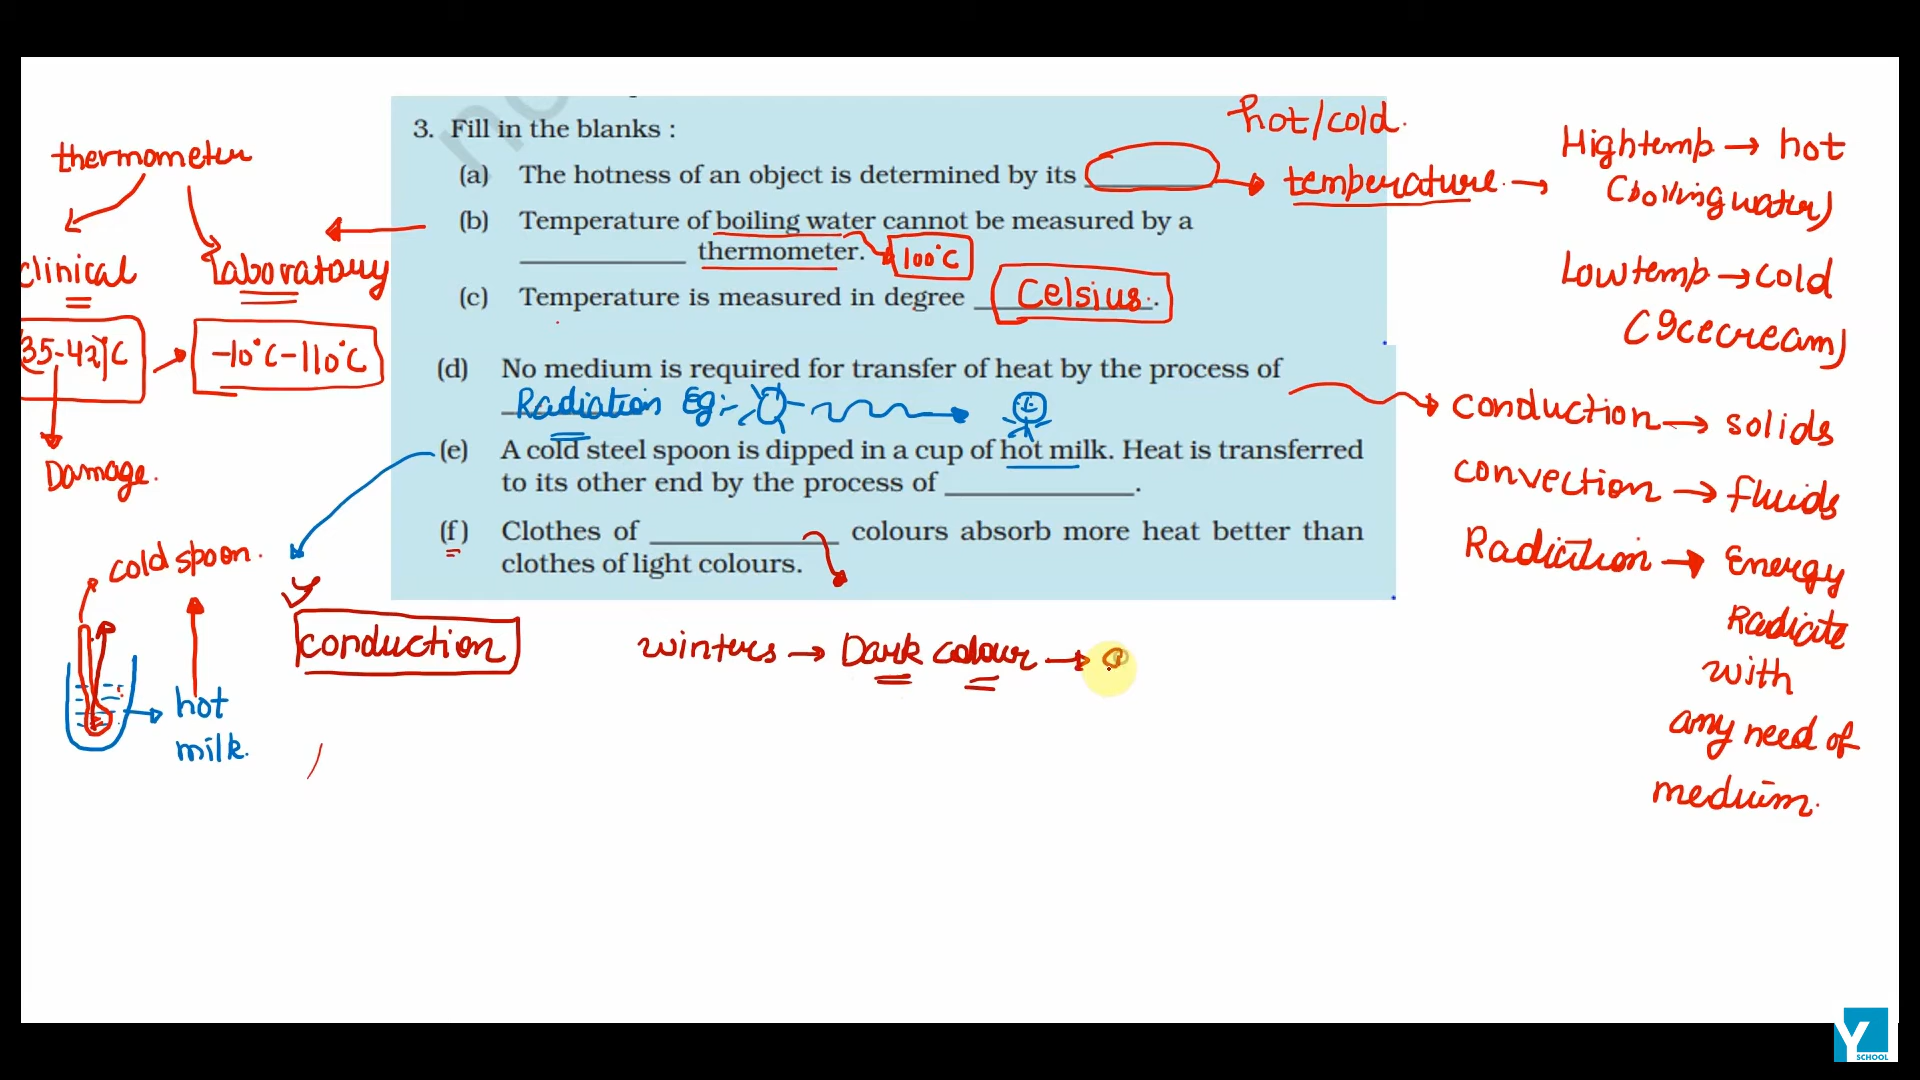 3. Fill in the blanks :
(a) The hotness of an object is determined by its ________
hot/cold.
temperature.
(b) Temperature of boiling water cannot be measured by a
________ thermometer.
100°C
(c) Temperature is measured in degree Celsius.
(d) No medium is required for transfer of heat by the process of
Radiation Eg:-
(e) A cold steel spoon is dipped in a cup of hot milk. Heat is transferred
to its other end by the process of ________.
(f) Clothes of ________ colours absorb more heat better than
clothes of light colours.
thermometer
clinical
laboratory
35-42°C
-10°C-110°C
Damage.
cold spoon.
hot
milk.
conduction
winters → Dark colour →
High temp → hot
(boiling water)
Low temp → cold
(Icecream)
conduction → solids
convection → fluids
Radiation → Energy
Radiate
with
any need of
medium.
Y
SCHOOL